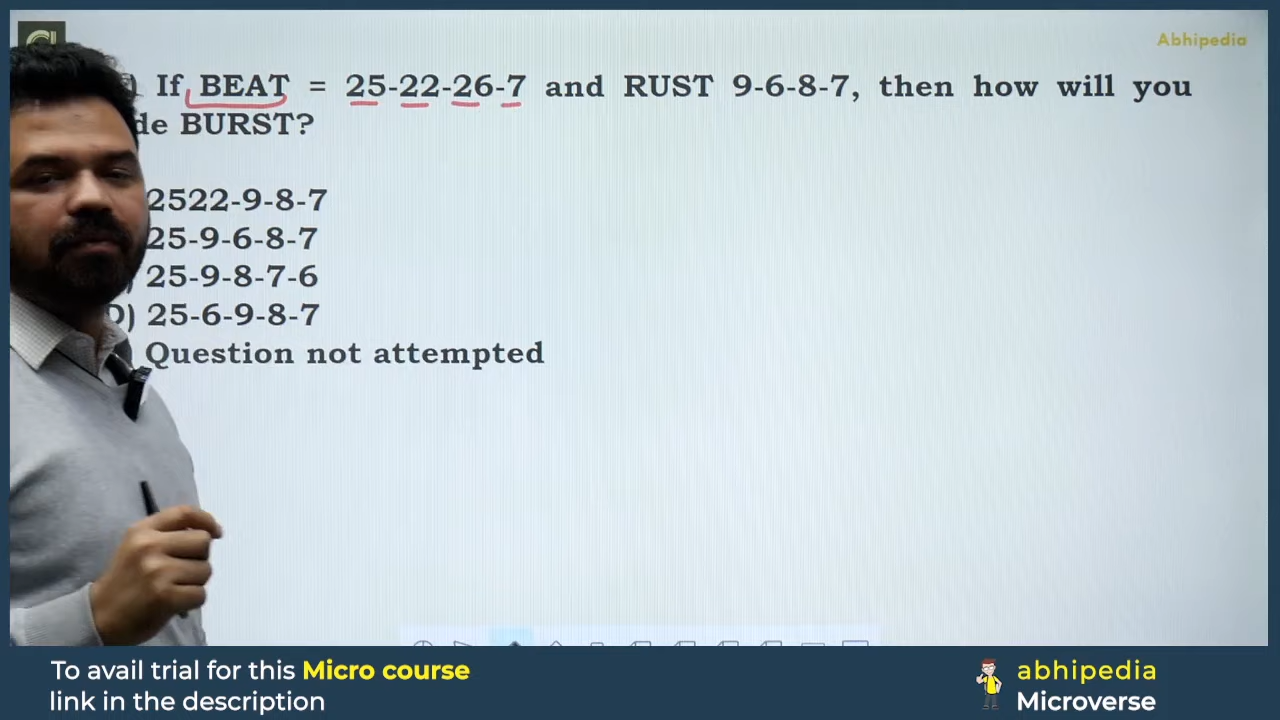 Abhipedia
) If BEAT = 25-22-26-7 and RUST 9-6-8-7, then how will you
de BURST?
2522-9-8-7
25-9-6-8-7
) 25-9-8-7-6
D) 25-6-9-8-7
) Question not attempted
To avail trial for this Micro course
link in the description
abhipedia
Microverse